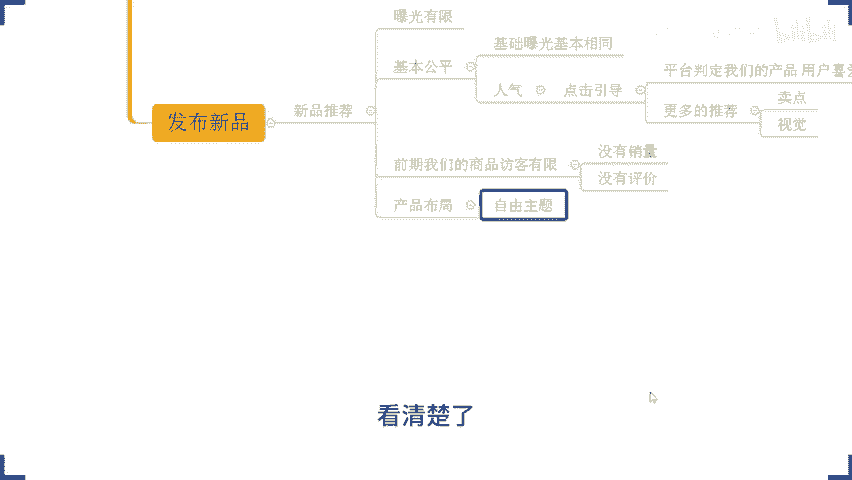 曝光有限
基础曝光基本相同
基本公平
平台判定我们的产品 用户喜
人气
点击引导
卖点
新品推荐
更多的推荐
发布新品
视觉
没有销量
前期我们的商品访客有限
没有评价
产品布局
自由主题
看清楚了